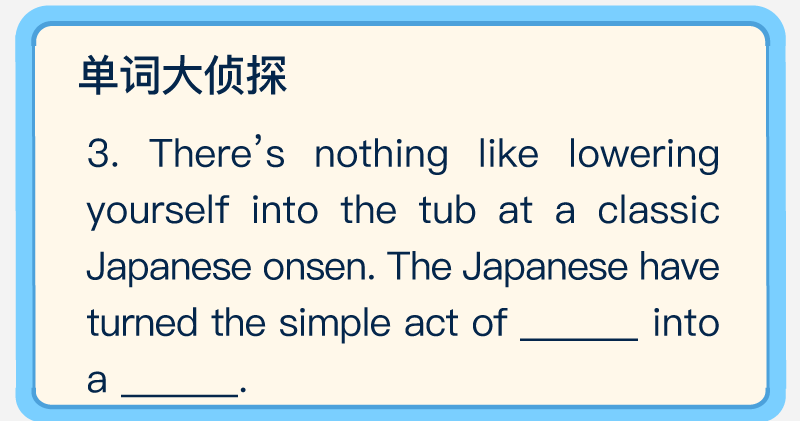 单词大侦探
3. There’s nothing like lowering
yourself into the tub at a classic
Japanese onsen. The Japanese have
turned the simple act of ______ into
a ______.